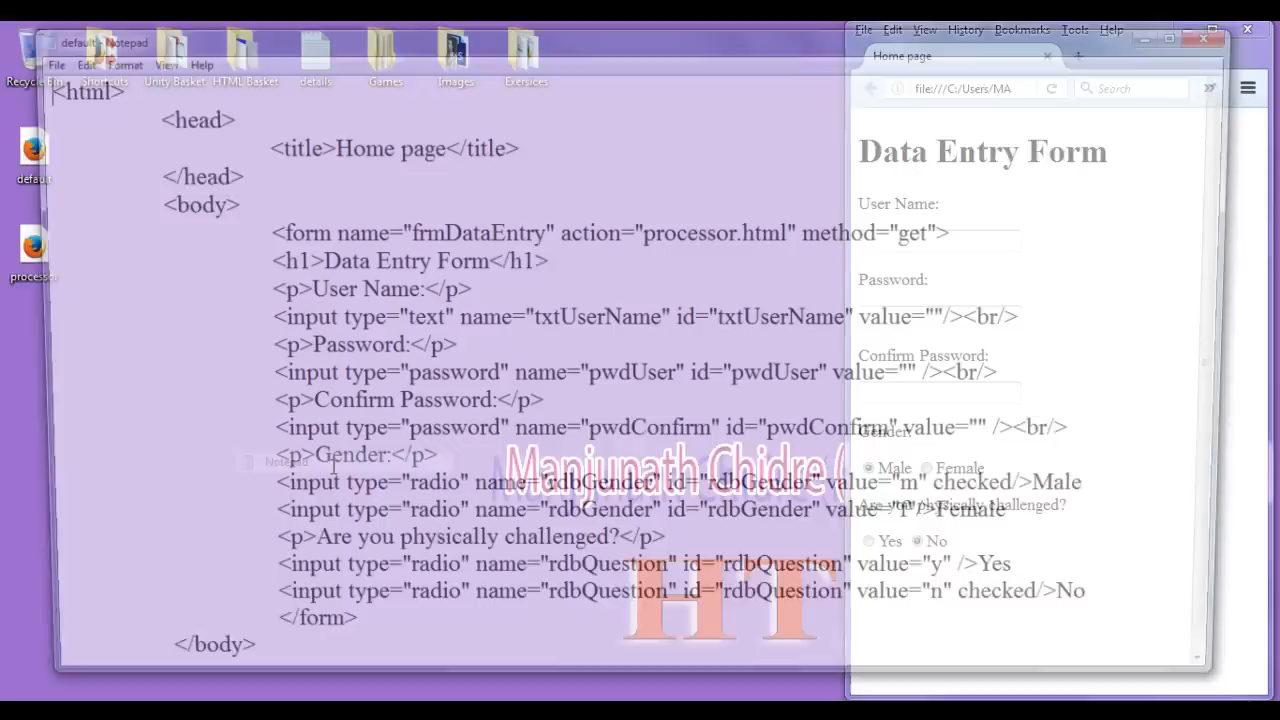 default - Notepad
File Edit Format View Help
Recycle Bin
Shortcuts
Unity Basket
HTML Basket
details
Games
Images
Exersices
default
<html>
<head>
<title>Home page</title>
</head>
<body>
<form name="frmDataEntry" action="processor.html" method="get">
<h1>Data Entry Form</h1>
<p>User Name:</p>
<input type="text" name="txtUserName" id="txtUserName" value=""/><br/>
<p>Password:</p>
<input type="password" name="pwdUser" id="pwdUser" value="" /><br/>
<p>Confirm Password:</p>
<input type="password" name="pwdConfirm" id="pwdConfirm" value="" /><br/>
<p>Gender:</p>
<input type="radio" name="rdbGender" id="rdbGender" value="m" checked/>Male
<input type="radio" name="rdbGender" id="rdbGender" value="f"/>Female
<p>Are you physically challenged?</p>
<input type="radio" name="rdbQuestion" id="rdbQuestion" value="y" />Yes
<input type="radio" name="rdbQuestion" id="rdbQuestion" value="n" checked/>No
</form>
</body>
Notepad
Manjunath Chidre (
HT
File Edit View History Bookmarks Tools Help
Home page
file:///C:/Users/MA
Search
Data Entry Form
User Name:
Password:
Confirm Password:
Gender:
Male Female
Are you physically challenged?
Yes No